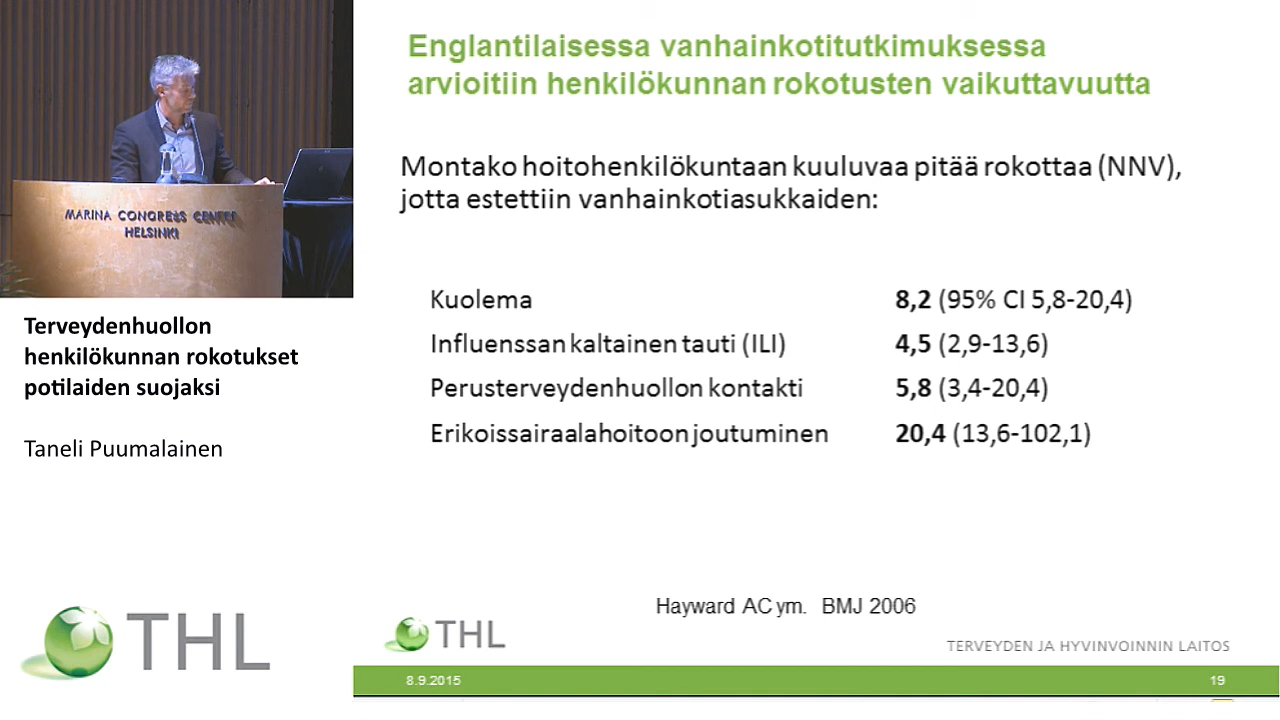 MARINA CONGRESS CENTER
HELSINKI
Terveydenhuollon
henkilökunnan rokotukset
potilaiden suojaksi
Taneli Puumalainen
THL
Englantilaisessa vanhainkotitutkimuksessa
arvioitiin henkilökunnan rokotusten vaikuttavuutta
Montako hoitohenkilökuntaan kuuluvaa pitää rokottaa (NNV),
jotta estettiin vanhainkotiasukkaiden:
Kuolema 8,2 (95% CI 5,8-20,4)
Influenssan kaltainen tauti (ILI) 4,5 (2,9-13,6)
Perusterveydenhuollon kontakti 5,8 (3,4-20,4)
Erikoissairaalahoitoon joutuminen 20,4 (13,6-102,1)
Hayward AC ym. BMJ 2006
THL
TERVEYDEN JA HYVINVOINNIN LAITOS
8.9.2015 19